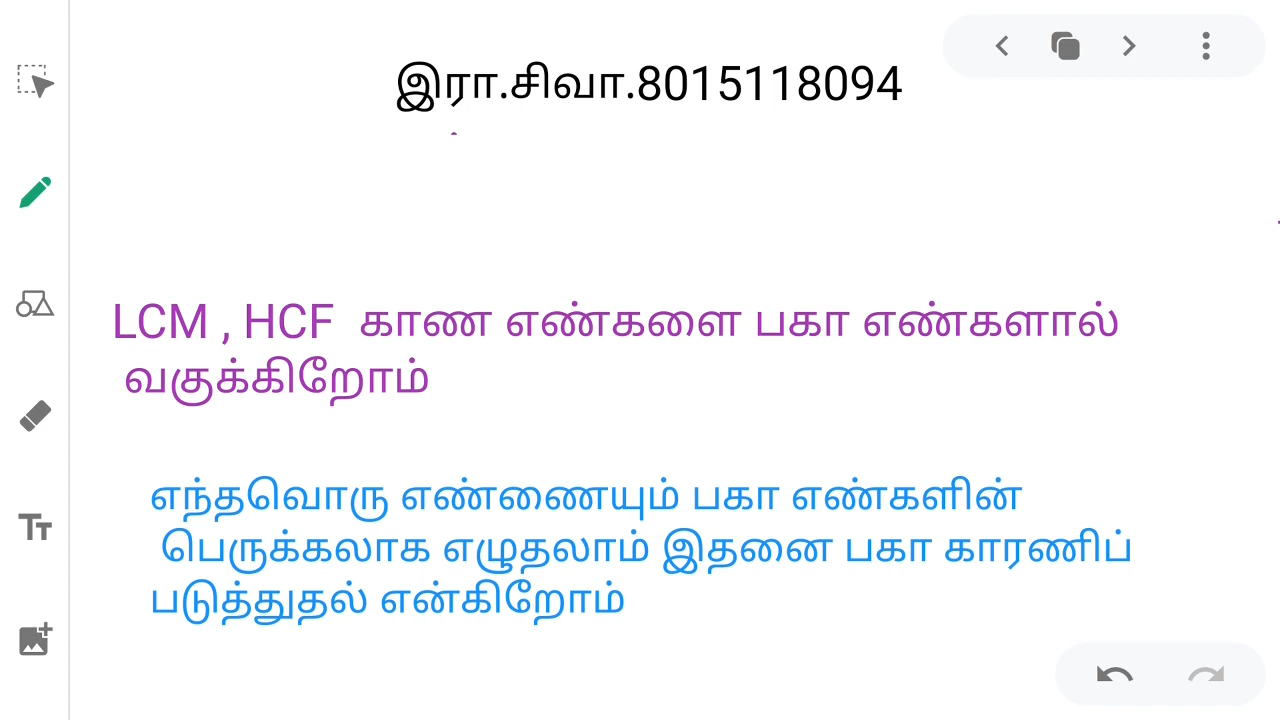 இரா.சிவா.8015118094
LCM , HCF காண எண்களை பகா எண்களால்
வகுக்கிறோம்
எந்தவொரு எண்ணையும் பகா எண்களின்
பெருக்கலாக எழுதலாம் இதனை பகா காரணிப்
படுத்துதல் என்கிறோம்
Tт